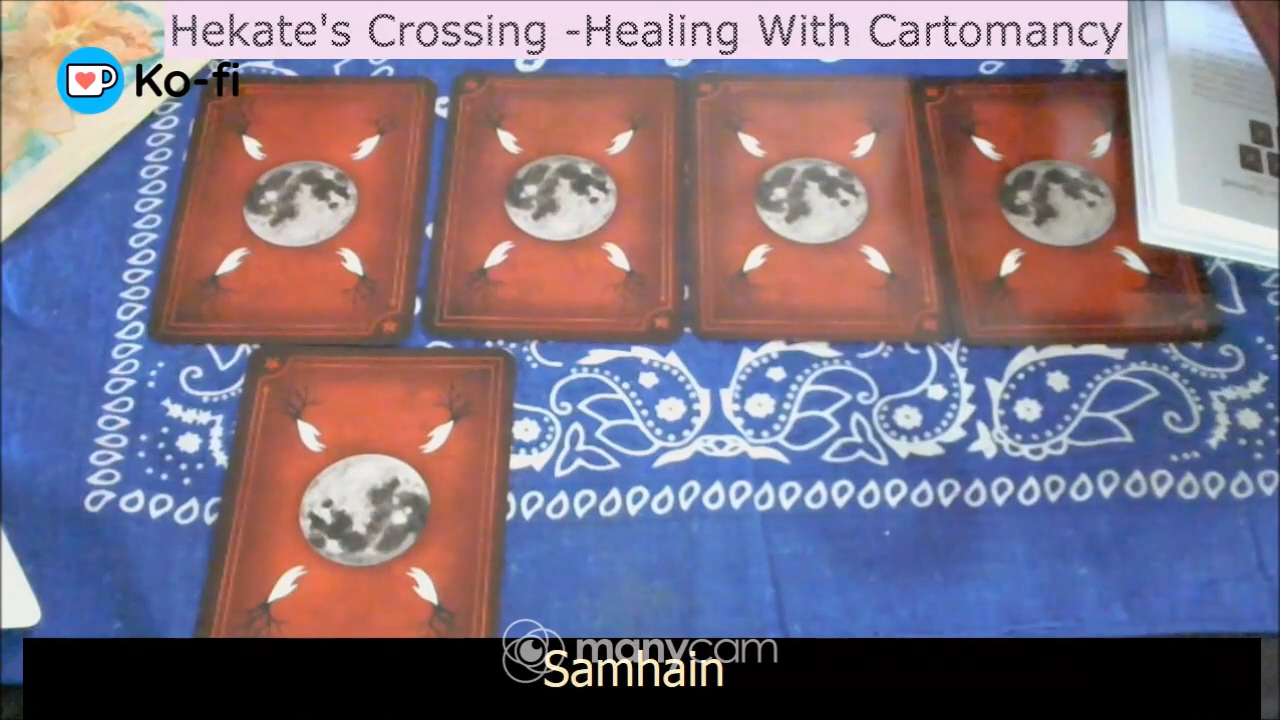 Hekate's Crossing -Healing With Cartomancy
Ko-fi
manycam
Samhain